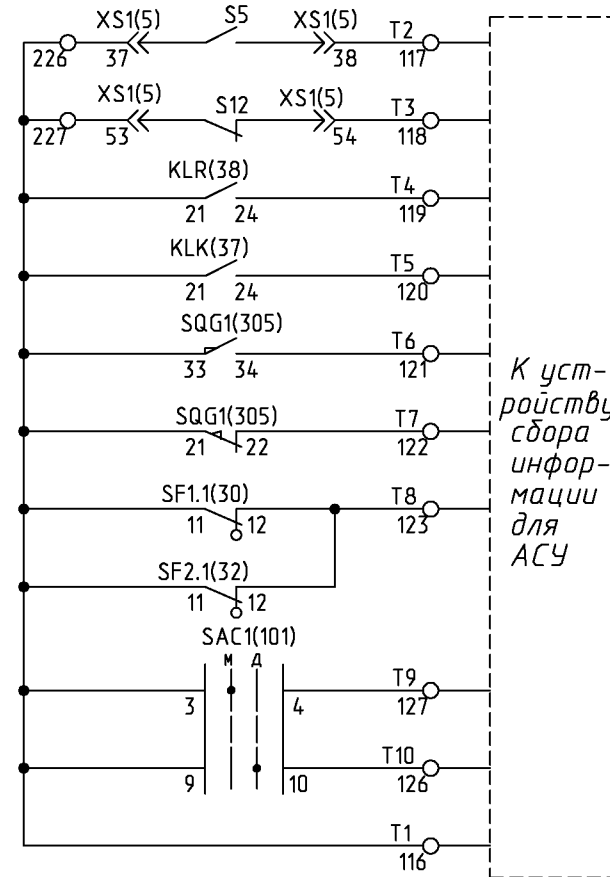 XS1(5) S5 XS1(5) T2
226 37 38 117
XS1(5) S12 XS1(5) T3
227 53 54 118
KLR(38) T4
21 24 119
KLK(37) T5
21 24 120
SQG1(305) T6
33 34 121
SQG1(305) T7
21 22 122
SF1.1(30) T8
11 12 123
SF2.1(32)
11 12
SAC1(101)
М Д
T9
3 4 127
T10
9 10 126
T1
116
К уст-
ройству
сбора
инфор-
мации
для
АСУ